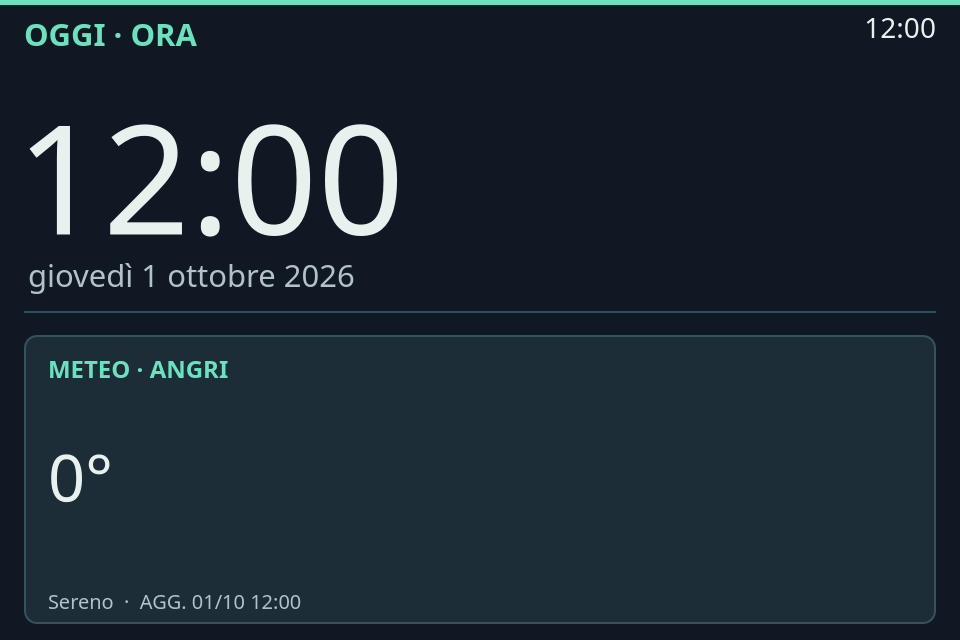 OGGI · ORA
12:00
12:00
giovedì 1 ottobre 2026
METEO · ANGRI
0°
Sereno · AGG. 01/10 12:00